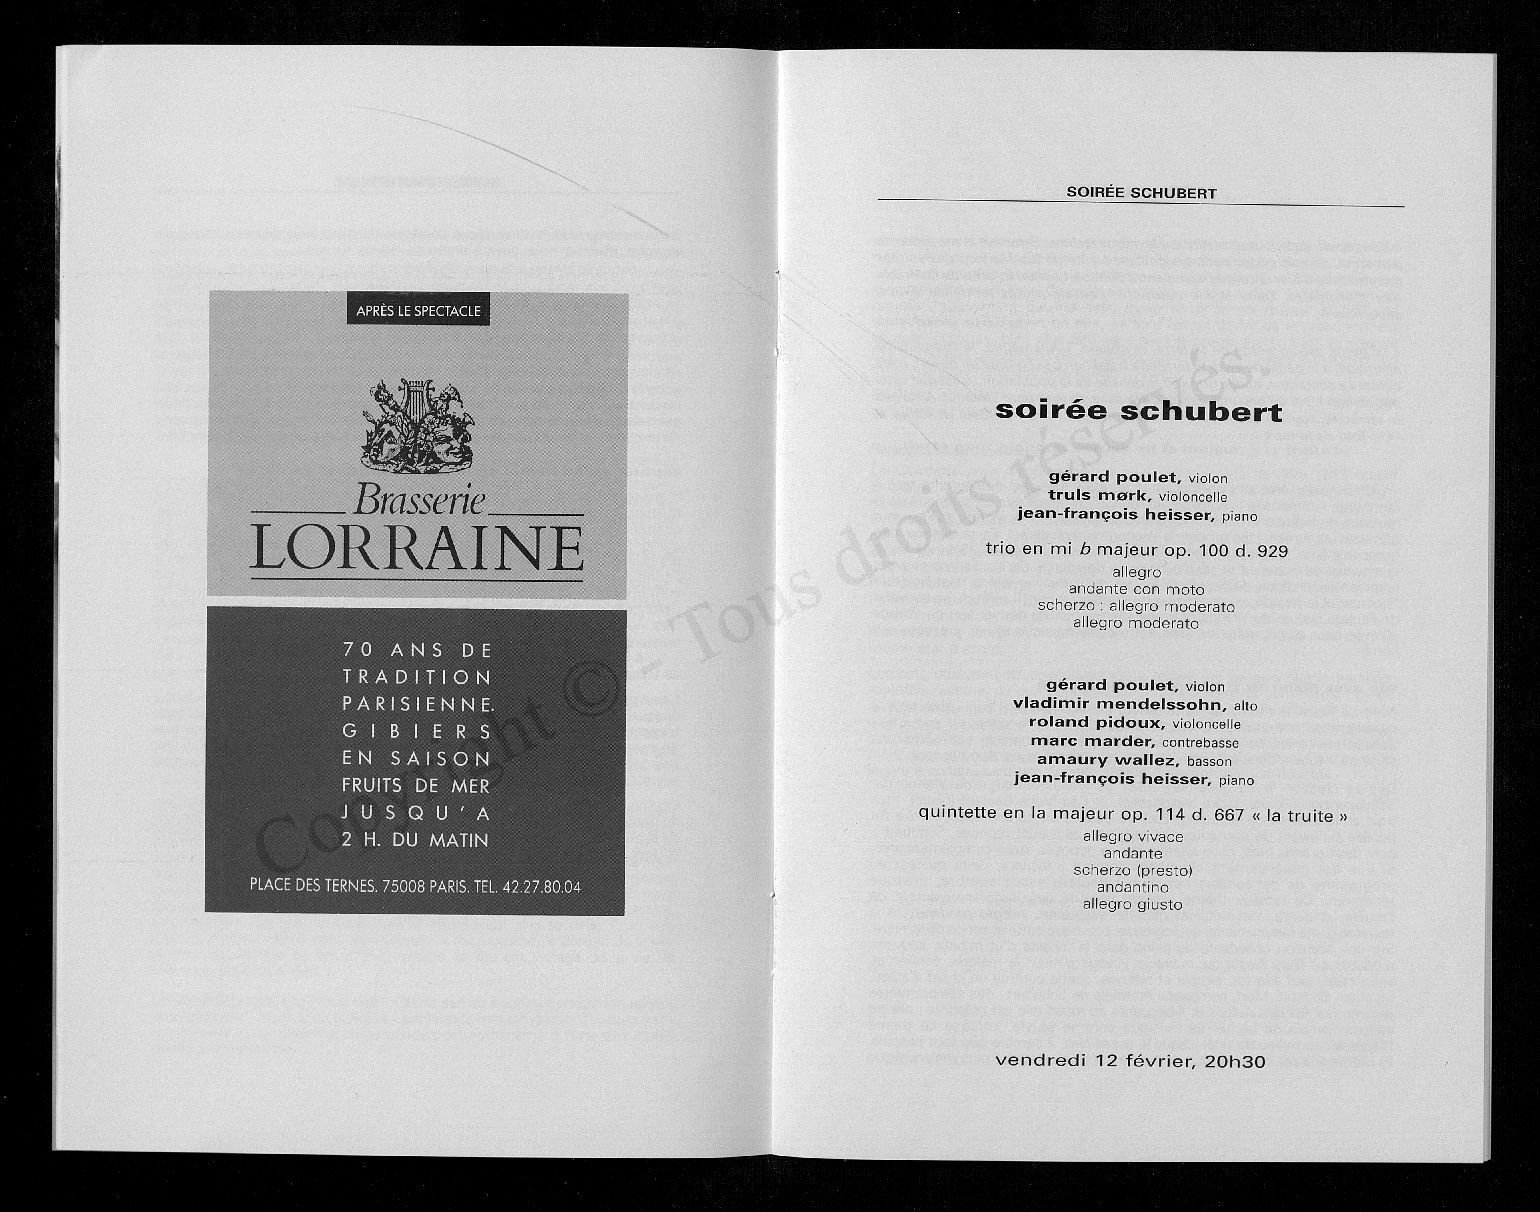 APRÈS LE SPECTACLE
Brasserie
LORRAINE
70 ANS DE
TRADITION
PARISIENNE.
GIBIERS
EN SAISON
FRUITS DE MER
JUSQU'A
2 H. DU MATIN
PLACE DES TERNES. 75008 PARIS. TEL. 42.27.80.04
SOIRÉE SCHUBERT
soirée schubert
gérard poulet, violon
truls mørk, violoncelle
jean-françois heisser, piano
trio en mi b majeur op. 100 d. 929
allegro
andante con moto
scherzo : allegro moderato
allegro moderato
gérard poulet, violon
vladimir mendelssohn, alto
roland pidoux, violoncelle
marc marder, contrebasse
amaury wallez, basson
jean-françois heisser, piano
quintette en la majeur op. 114 d. 667 « la truite »
allegro vivace
andante
scherzo (presto)
andantino
allegro giusto
vendredi 12 février, 20h30
Copyright © - Tous droits réservés.